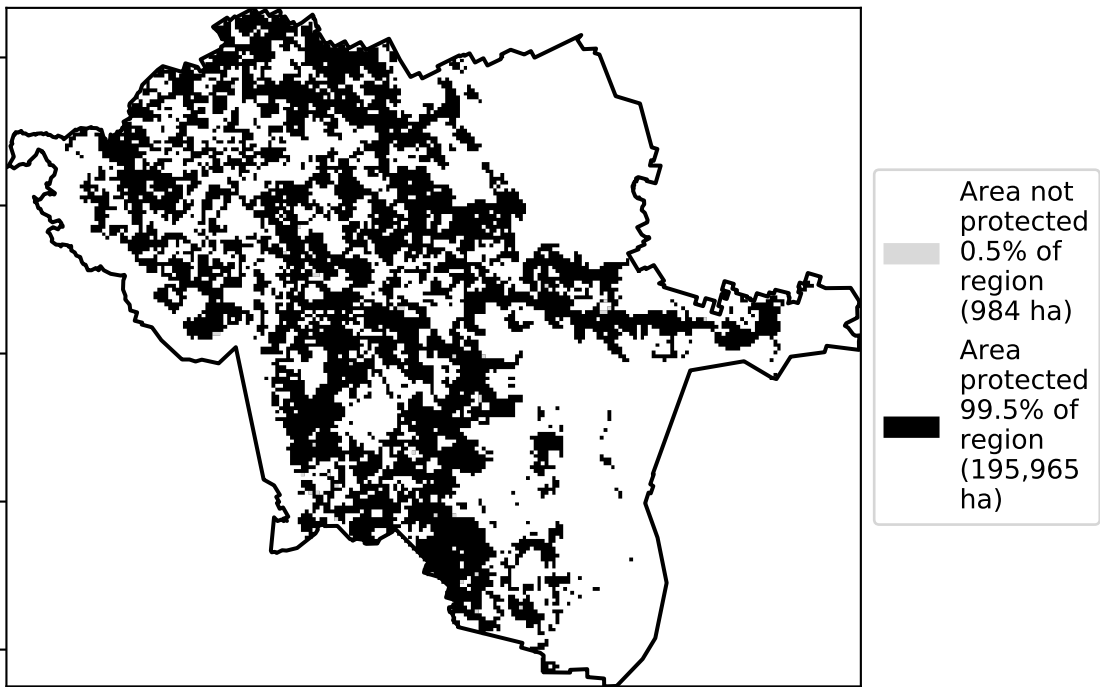 Area not
protected
0.5% of
region
(984 ha)
Area
protected
99.5% of
region
(195,965
ha)